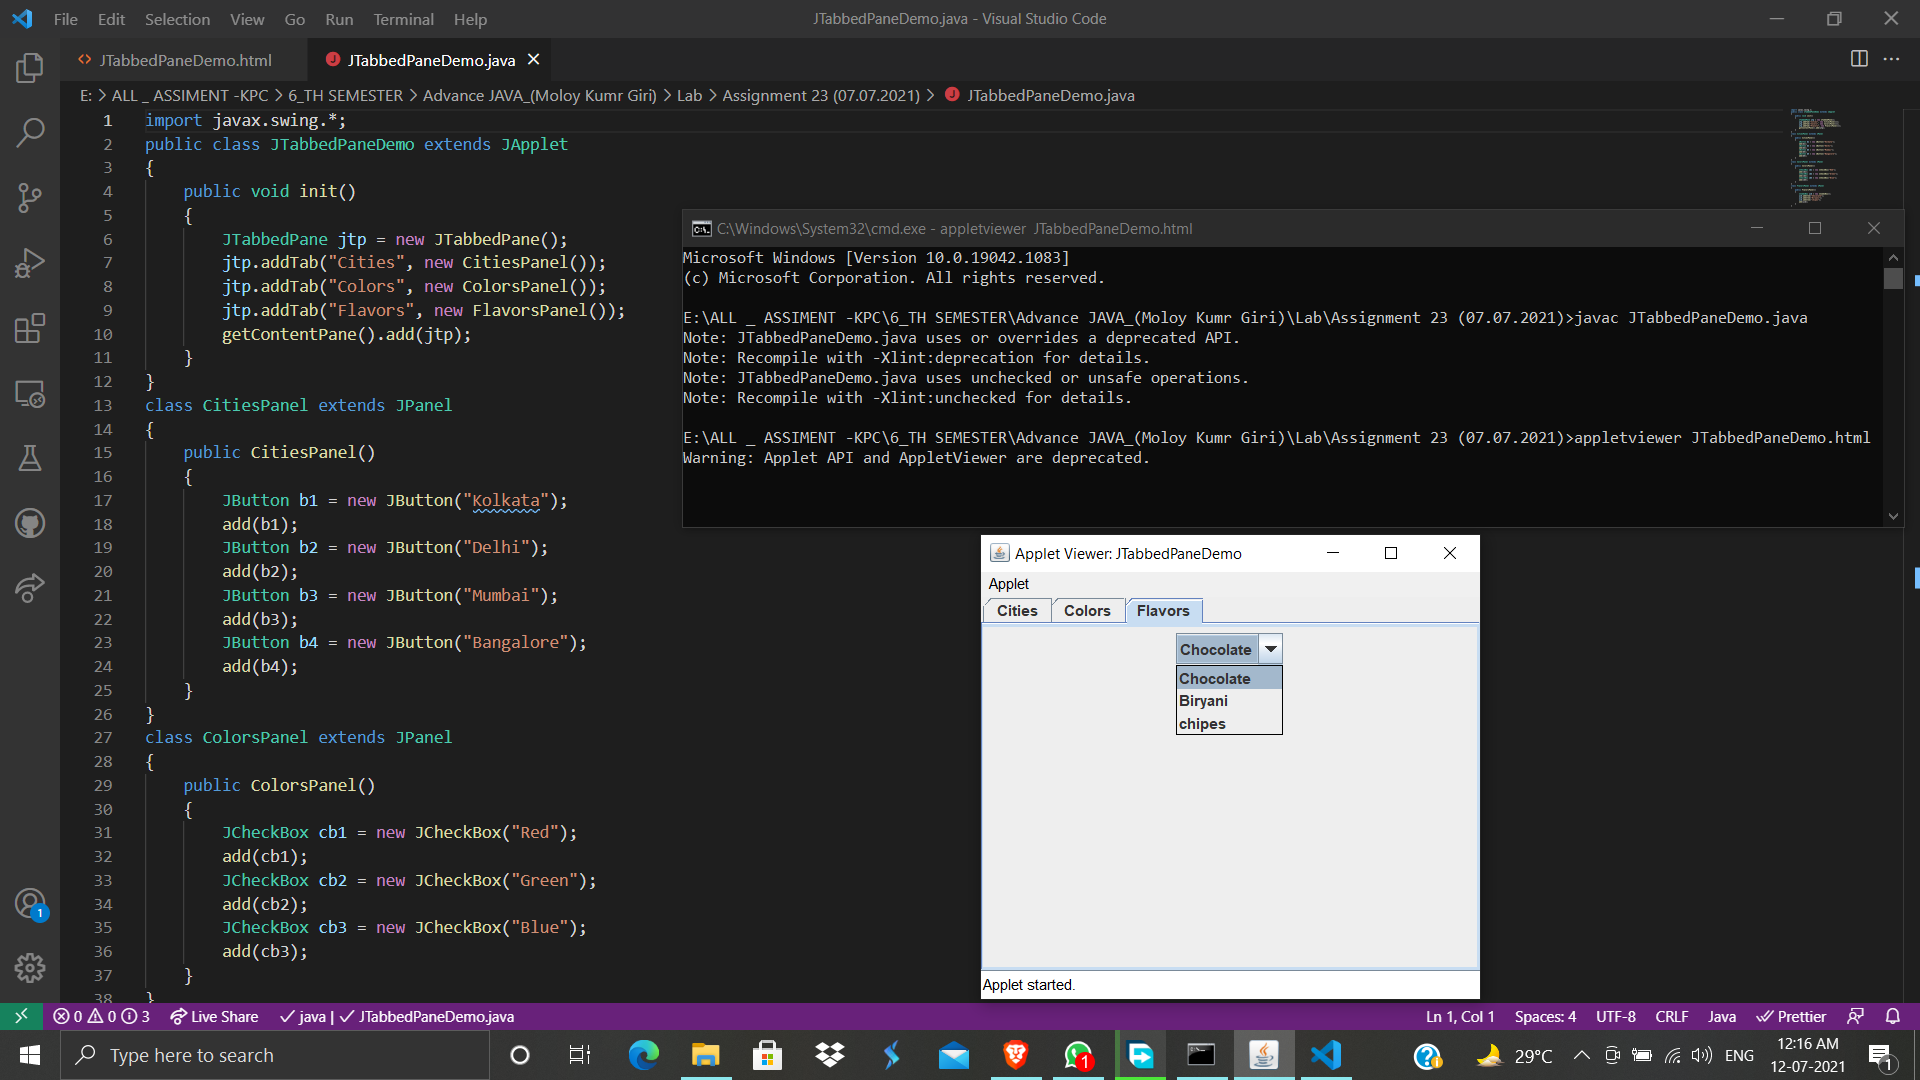 File Edit Selection View Go Run Terminal Help
JTabbedPaneDemo.java - Visual Studio Code
JTabbedPaneDemo.html
JTabbedPaneDemo.java
E: > ALL _ ASSIMENT -KPC > 6_TH SEMESTER > Advance JAVA_(Moloy Kumr Giri) > Lab > Assignment 23 (07.07.2021) > JTabbedPaneDemo.java
1 import javax.swing.*;
2 public class JTabbedPaneDemo extends JApplet
3 {
4 public void init()
5 {
6 JTabbedPane jtp = new JTabbedPane();
7 jtp.addTab("Cities", new CitiesPanel());
8 jtp.addTab("Colors", new ColorsPanel());
9 jtp.addTab("Flavors", new FlavorsPanel());
10 getContentPane().add(jtp);
11 }
12 }
13 class CitiesPanel extends JPanel
14 {
15 public CitiesPanel()
16 {
17 JButton b1 = new JButton("Kolkata");
18 add(b1);
19 JButton b2 = new JButton("Delhi");
20 add(b2);
21 JButton b3 = new JButton("Mumbai");
22 add(b3);
23 JButton b4 = new JButton("Bangalore");
24 add(b4);
25 }
26 }
27 class ColorsPanel extends JPanel
28 {
29 public ColorsPanel()
30 {
31 JCheckBox cb1 = new JCheckBox("Red");
32 add(cb1);
33 JCheckBox cb2 = new JCheckBox("Green");
34 add(cb2);
35 JCheckBox cb3 = new JCheckBox("Blue");
36 add(cb3);
37 }
38 }
C:\Windows\System32\cmd.exe - appletviewer JTabbedPaneDemo.html
Microsoft Windows [Version 10.0.19042.1083]
(c) Microsoft Corporation. All rights reserved.
E:\ALL _ ASSIMENT -KPC\6_TH SEMESTER\Advance JAVA_(Moloy Kumr Giri)\Lab\Assignment 23 (07.07.2021)>javac JTabbedPaneDemo.java
Note: JTabbedPaneDemo.java uses or overrides a deprecated API.
Note: Recompile with -Xlint:deprecation for details.
Note: JTabbedPaneDemo.java uses unchecked or unsafe operations.
Note: Recompile with -Xlint:unchecked for details.
E:\ALL _ ASSIMENT -KPC\6_TH SEMESTER\Advance JAVA_(Moloy Kumr Giri)\Lab\Assignment 23 (07.07.2021)>appletviewer JTabbedPaneDemo.html
Warning: Applet API and AppletViewer are deprecated.
Applet Viewer: JTabbedPaneDemo
Applet
Cities Colors Flavors
Chocolate
Chocolate
Biryani
chipes
Applet started.
1
0 0 3 Live Share java | JTabbedPaneDemo.java
Ln 1, Col 1 Spaces: 4 UTF-8 CRLF Java Prettier
Type here to search
1
29°C
ENG
12:16 AM
12-07-2021
1